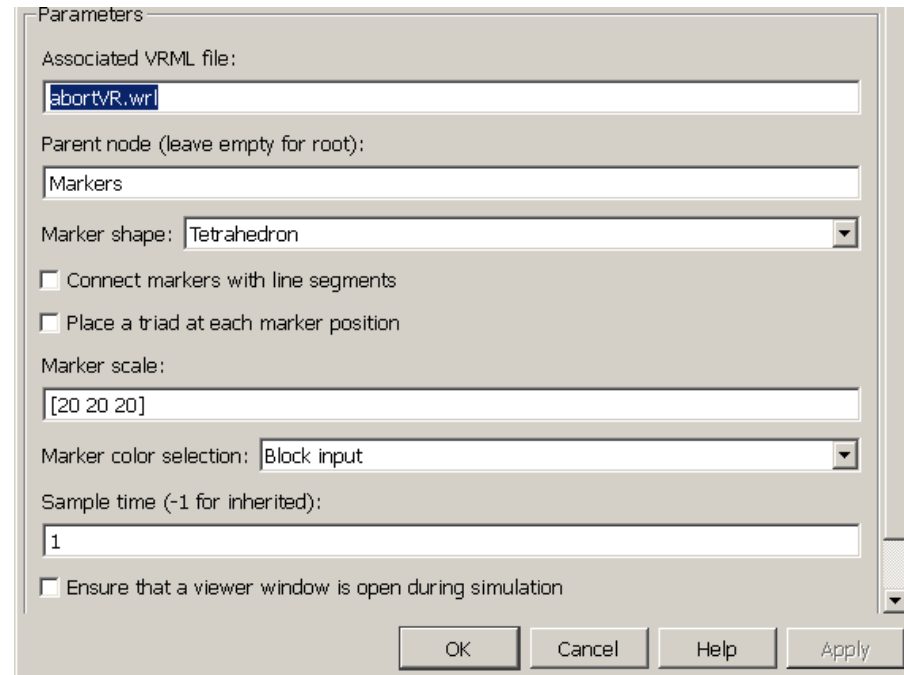 Parameters
Associated VRML file:
abortVR.wrl
Parent node (leave empty for root):
Markers
Marker shape: Tetrahedron
Connect markers with line segments
Place a triad at each marker position
Marker scale:
[20 20 20]
Marker color selection: Block input
Sample time (-1 for inherited):
1
Ensure that a viewer window is open during simulation
OK Cancel Help Apply